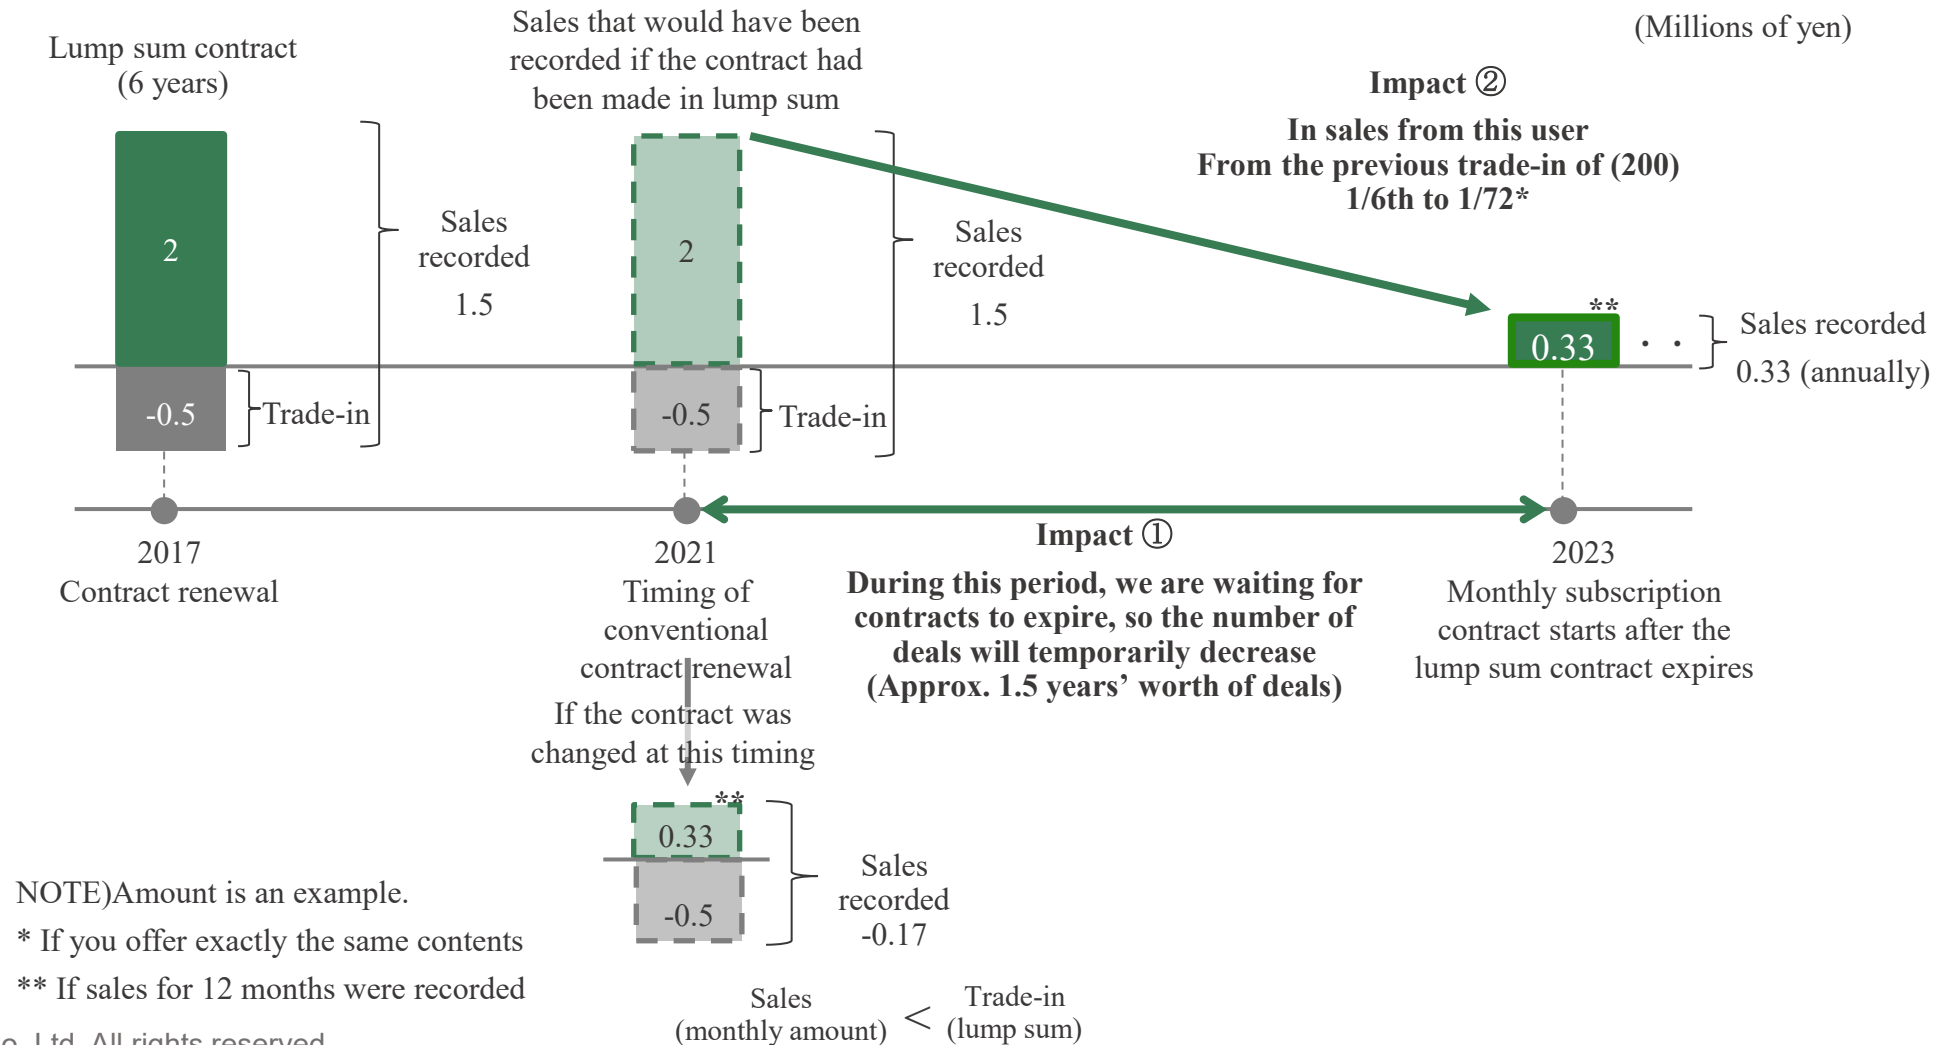 (Millions of yen)
Lump sum contract
(6 years)
2
-0.5
Trade-in
Sales
recorded
1.5
Sales that would have been
recorded if the contract had
been made in lump sum
2
-0.5
Trade-in
Sales
recorded
1.5
Impact ②
In sales from this user
From the previous trade-in of (200)
1/6th to 1/72*
**
0.33
· ·
Sales recorded
0.33 (annually)
2017
Contract renewal
2021
Timing of
conventional
contract renewal
If the contract was
changed at this timing
Impact ①
During this period, we are waiting for
contracts to expire, so the number of
deals will temporarily decrease
(Approx. 1.5 years’ worth of deals)
2023
Monthly subscription
contract starts after the
lump sum contract expires
**
0.33
-0.5
Sales
recorded
-0.17
Sales
(monthly amount)
<
Trade-in
(lump sum)
NOTE)Amount is an example.
* If you offer exactly the same contents
** If sales for 12 months were recorded
Ltd. All rights reserved